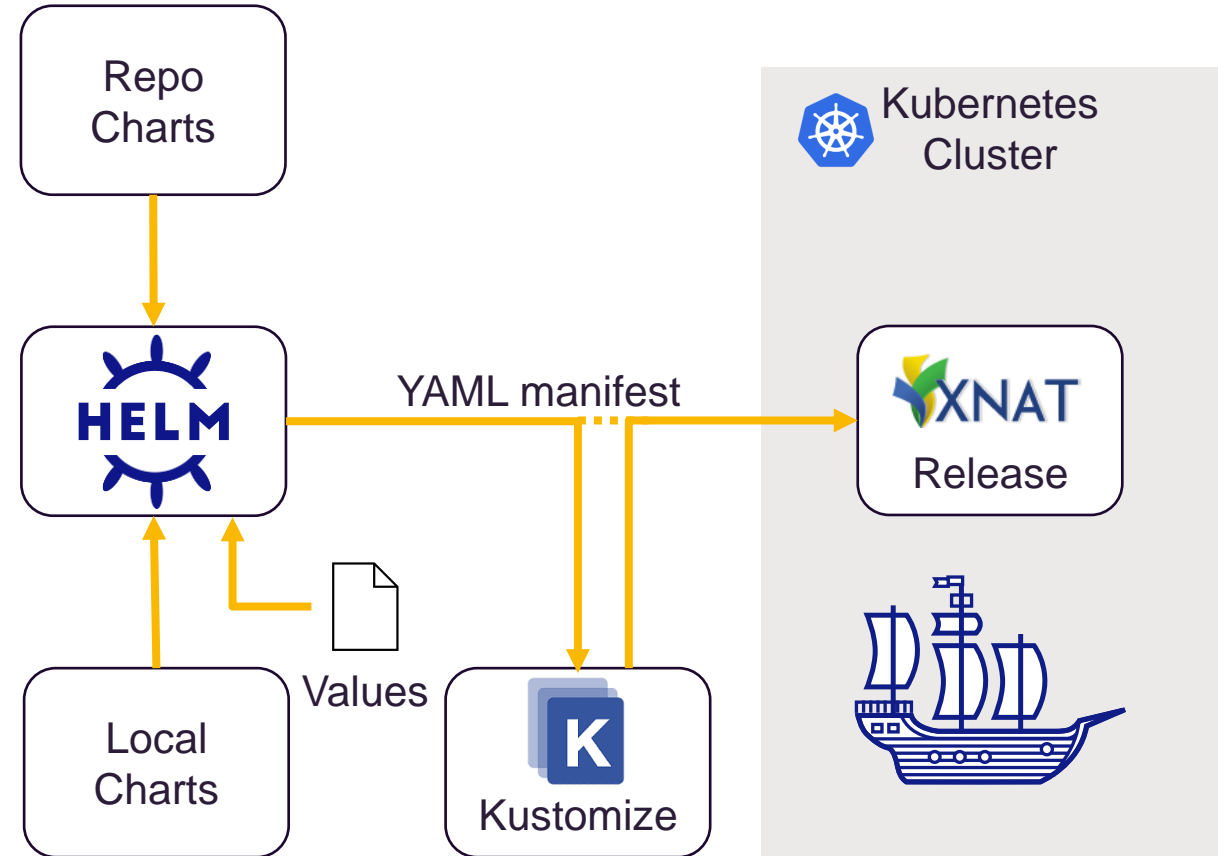 Repo
Charts
Kubernetes
Cluster
HELM
YAML manifest
XNAT
Release
Values
Local
Charts
K
Kustomize